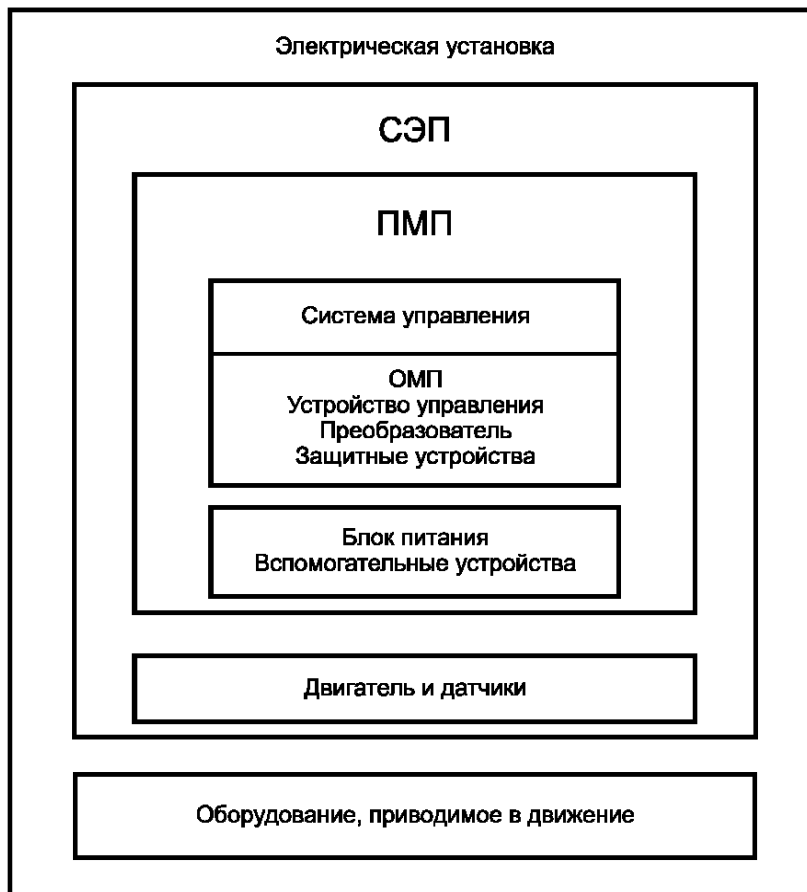 Электрическая установка
СЭП
ПМП
Система управления
ОМП
Устройство управления
Преобразователь
Защитные устройства
Блок питания
Вспомогательные устройства
Двигатель и датчики
Оборудование, приводимое в движение